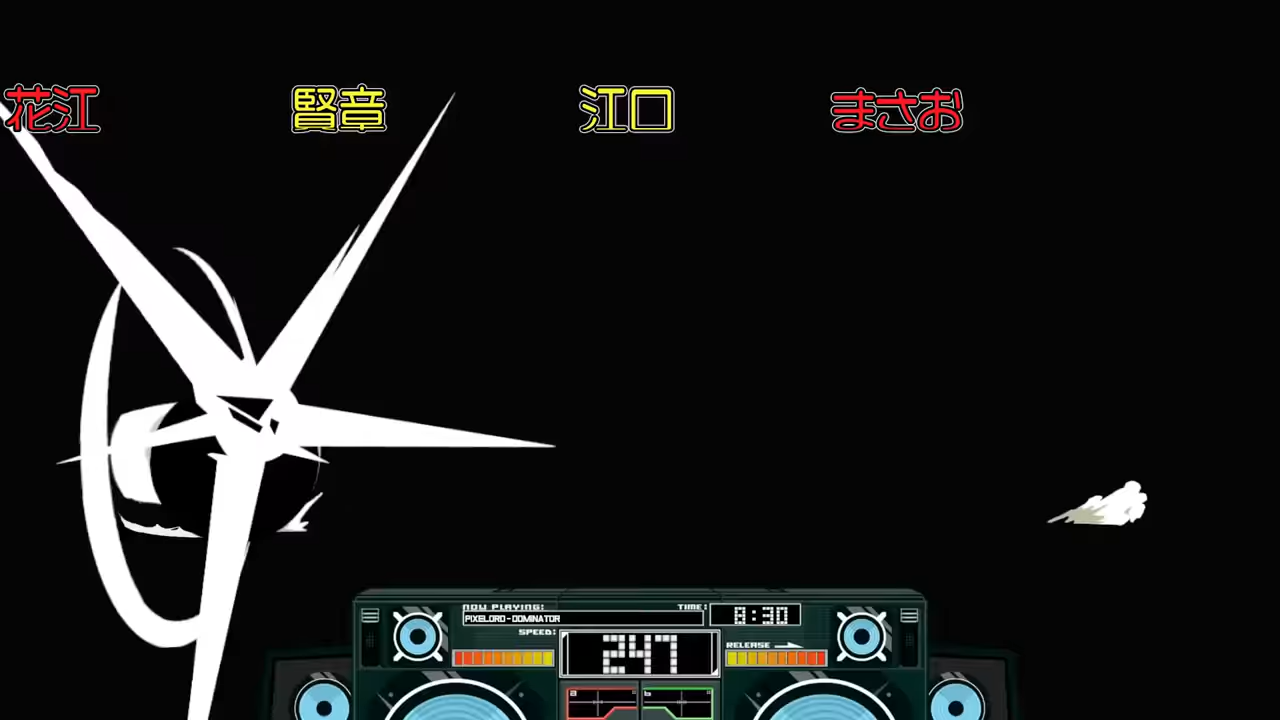 花江 賢章 江口 まさお
NOW PLAYING: TIME: 8:30
PIXELORD - DOMINATOR
SPEED: 247
RELEASE
a b